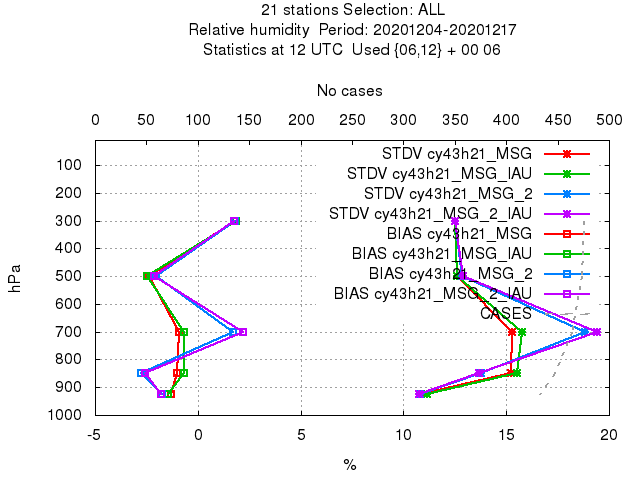 21 stations Selection: ALL
Relative humidity  Period: 20201204-20201217
Statistics at 12 UTC  Used {06,12} + 00 06
No cases
0 50 100 150 200 250 300 350 400 450 500
100
200
300
400
500
600
700
800
900
1000
hPa
STDV cy43h21_MSG
STDV cy43h21_MSG_IAU
STDV cy43h21_MSG_2
STDV cy43h21_MSG_2_IAU
BIAS cy43h21_MSG
BIAS cy43h21_MSG_IAU
BIAS cy43h21_MSG_2
BIAS cy43h21_MSG_2_IAU
CASES
-5 0 5 10 15 20
%